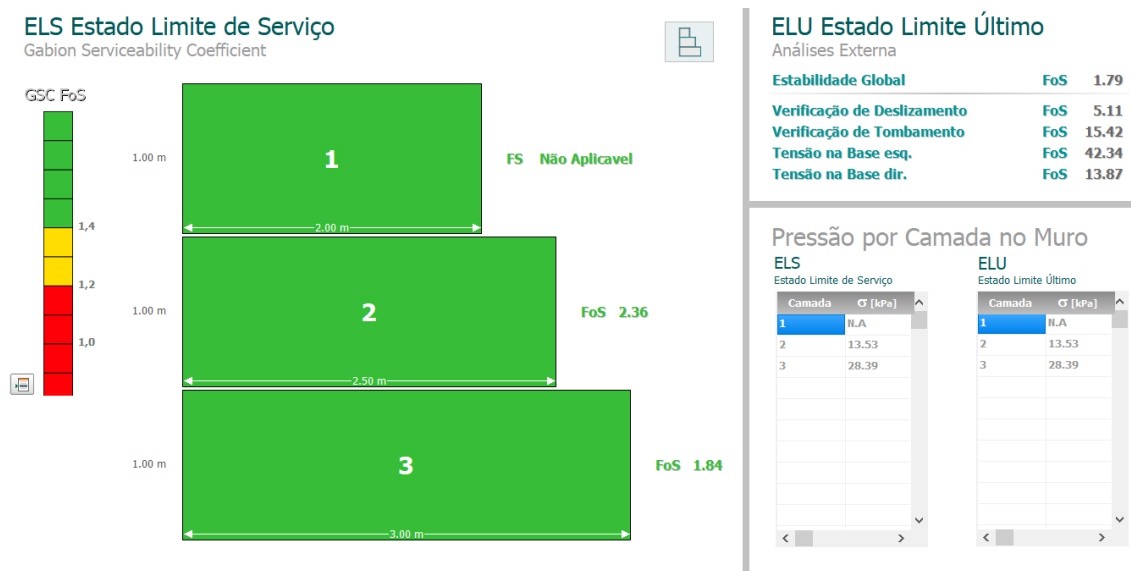 ELS Estado Limite de Serviço
Gabion Serviceability Coefficient
GSC FoS
1,4
1,2
1,0
1.00 m
1
FS Não Aplicavel
2.00 m
1.00 m
2
FoS 2.36
2.50 m
1.00 m
3
FoS 1.84
3.00 m
ELU Estado Limite Último
Análises Externa
Estabilidade Global FoS 1.79
Verificação de Deslizamento FoS 5.11
Verificação de Tombamento FoS 15.42
Tensão na Base esq. FoS 42.34
Tensão na Base dir. FoS 13.87
Pressão por Camada no Muro
ELS
Estado Limite de Serviço
Camada σ [kPa]
1 N.A
2 13.53
3 28.39
ELU
Estado Limite Último
Camada σ [kPa]
1 N.A
2 13.53
3 28.39